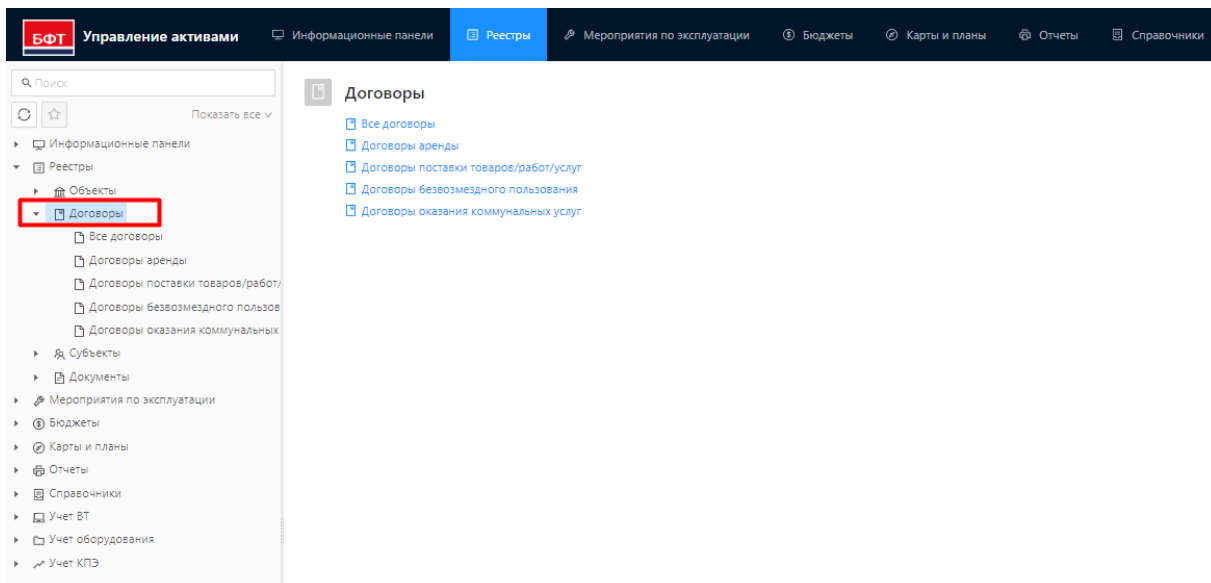 БФТ Управление активами Информационные панели Реестры Мероприятия по эксплуатации Бюджеты Карты и планы Отчеты Справочники
Поиск
Показать все
Информационные панели
Реестры
Объекты
Договоры
Все договоры
Договоры аренды
Договоры поставки товаров/работ/
Договоры безвозмездного пользов
Договоры оказания коммунальных
Субъекты
Документы
Мероприятия по эксплуатации
Бюджеты
Карты и планы
Отчеты
Справочники
Учет ВТ
Учет оборудования
Учет КПЭ
Договоры
Все договоры
Договоры аренды
Договоры поставки товаров/работ/услуг
Договоры безвозмездного пользования
Договоры оказания коммунальных услуг